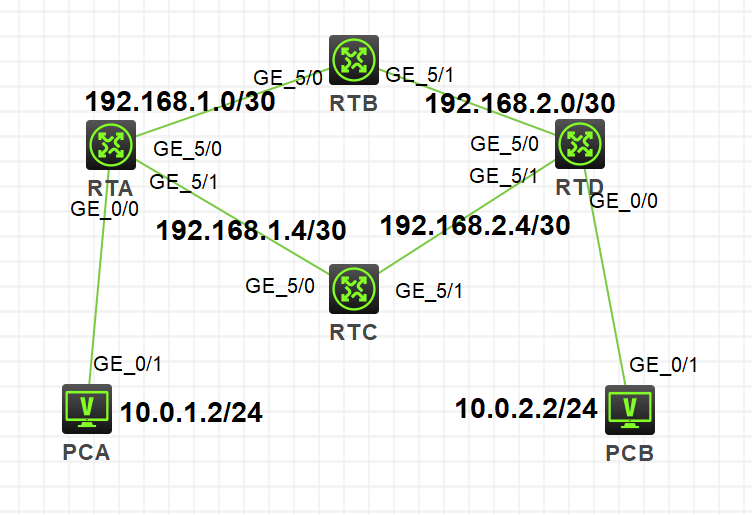 GE_5/0
GE_5/1
RTB
192.168.1.0/30
192.168.2.0/30
GE_5/0
GE_5/0
RTA
GE_5/1
GE_5/1
RTD
GE_0/0
GE_0/0
192.168.1.4/30
192.168.2.4/30
GE_5/0
GE_5/1
RTC
GE_0/1
GE_0/1
V
10.0.1.2/24
10.0.2.2/24
V
PCA
PCB